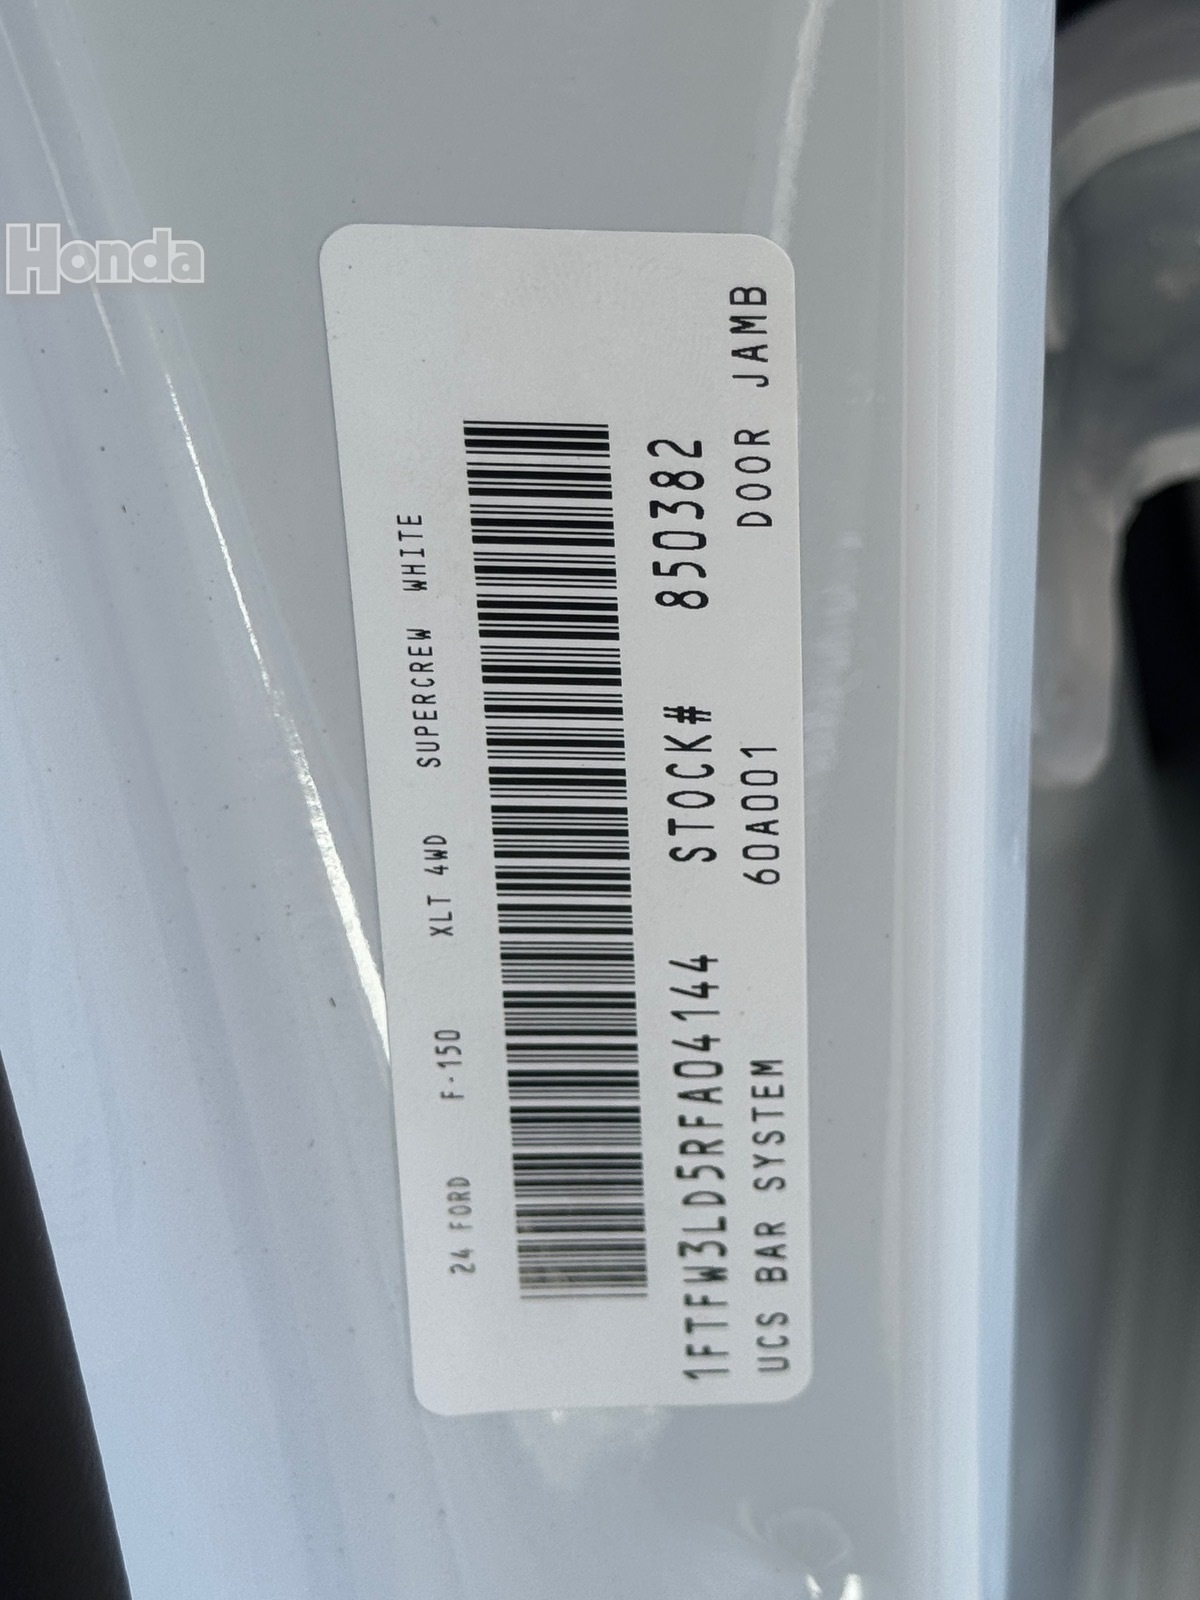 Honda
24 FORD F-150 XLT 4WD SUPERCREW WHITE
1FTFW3LD5RFA04144 STOCK# 850382
UCS BAR SYSTEM 60A001 DOOR JAMB